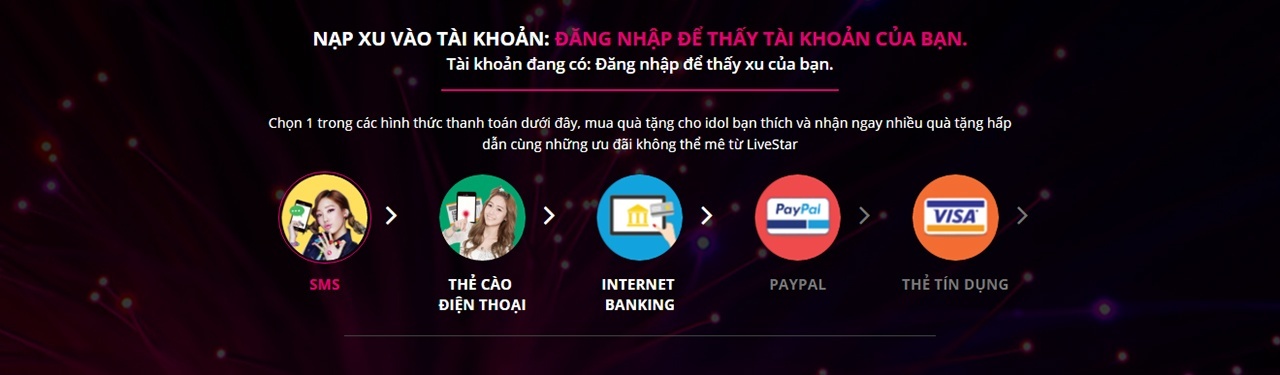 NẠP XU VÀO TÀI KHOẢN: ĐĂNG NHẬP ĐỂ THẤY TÀI KHOẢN CỦA BẠN.
Tài khoản đang có: Đăng nhập để thấy xu của bạn.
Chọn 1 trong các hình thức thanh toán dưới đây, mua quà tặng cho idol bạn thích và nhận ngay nhiều quà tặng hấp
dẫn cùng những ưu đãi không thể mê từ LiveStar
PayPal
VISA
SMS
THẺ CÀO
ĐIỆN THOẠI
INTERNET
BANKING
PAYPAL
THẺ TÍN DỤNG